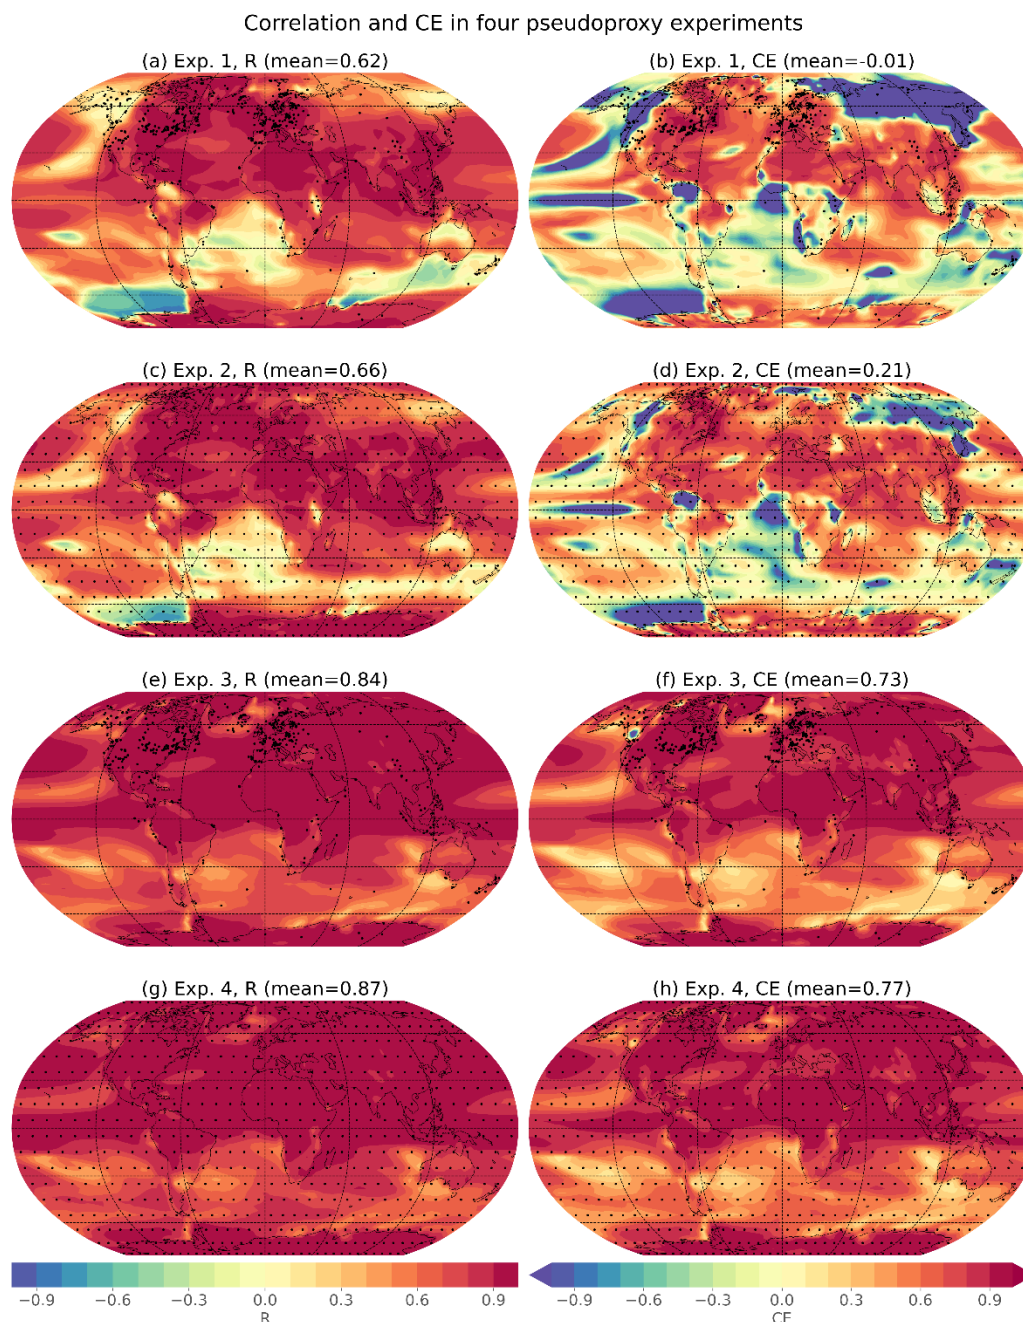 Correlation and CE in four pseudoproxy experiments
(a) Exp. 1, R (mean=0.62)
(b) Exp. 1, CE (mean=-0.01)
(c) Exp. 2, R (mean=0.66)
(d) Exp. 2, CE (mean=0.21)
(e) Exp. 3, R (mean=0.84)
(f) Exp. 3, CE (mean=0.73)
(g) Exp. 4, R (mean=0.87)
(h) Exp. 4, CE (mean=0.77)
−0.9 −0.6 −0.3 0.0 0.3 0.6 0.9
R
−0.9 −0.6 −0.3 0.0 0.3 0.6 0.9
CE